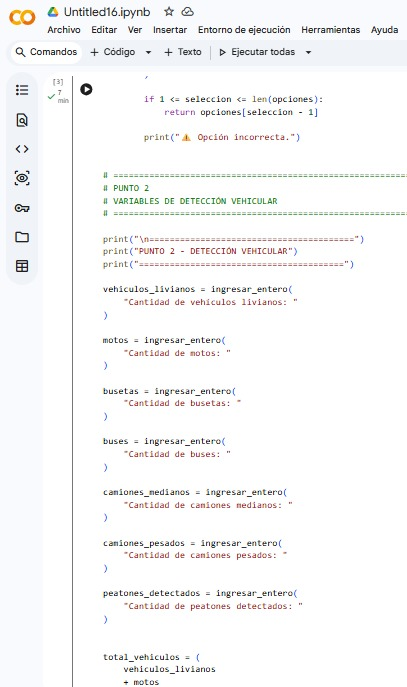 Untitled16.ipynb
Archivo Editar Ver Insertar Entorno de ejecución Herramientas Ayuda
Comandos + Código + Texto Ejecutar todas
[3]
7
min
)
if 1 <= seleccion <= len(opciones):
return opciones[seleccion - 1]
print("⚠️ Opción incorrecta.")
# ============================================================
# PUNTO 2
# VARIABLES DE DETECCIÓN VEHICULAR
# ============================================================
print("\n========================================")
print("PUNTO 2 - DETECCIÓN VEHICULAR")
print("========================================")
vehiculos_livianos = ingresar_entero(
"Cantidad de vehículos livianos: "
)
motos = ingresar_entero(
"Cantidad de motos: "
)
busetas = ingresar_entero(
"Cantidad de busetas: "
)
buses = ingresar_entero(
"Cantidad de buses: "
)
camiones_medianos = ingresar_entero(
"Cantidad de camiones medianos: "
)
camiones_pesados = ingresar_entero(
"Cantidad de camiones pesados: "
)
peatones_detectados = ingresar_entero(
"Cantidad de peatones detectados: "
)
total_vehiculos = (
vehiculos_livianos
+ motos